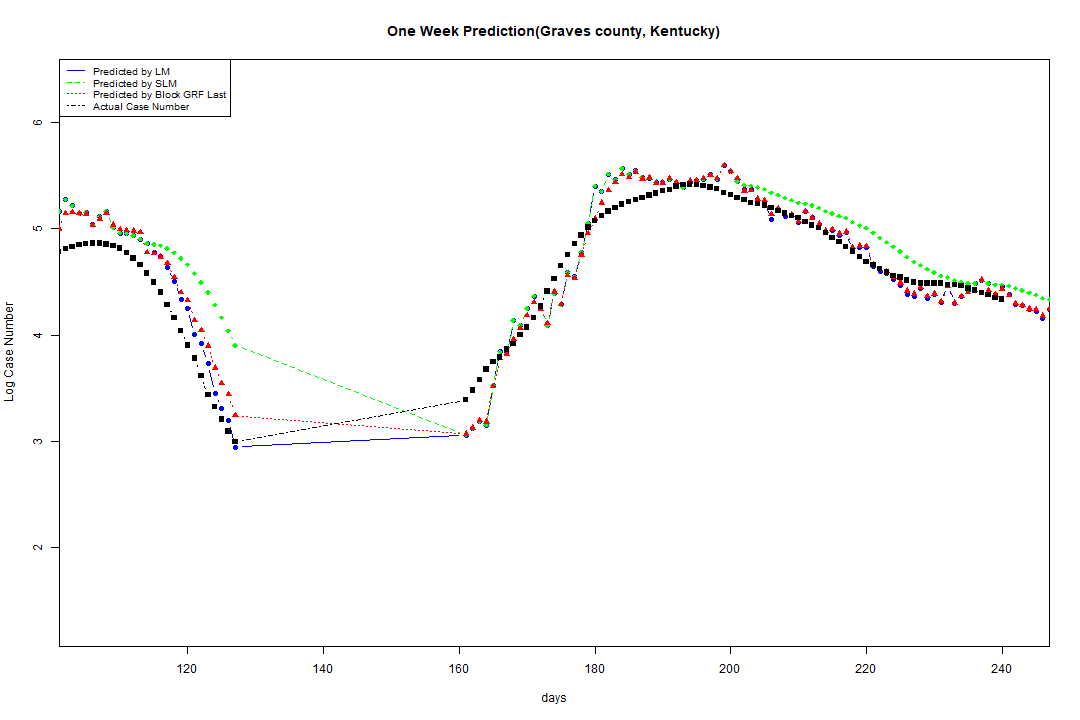 One Week Prediction(Graves county, Kentucky)
Predicted by LM
Predicted by SLM
Predicted by Block GRF Last
Actual Case Number
Log Case Number
6
5
4
3
2
120 140 160 180 200 220 240
days